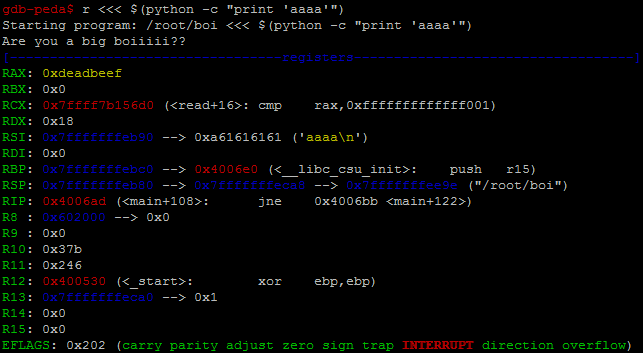 gdb-peda$ r <<< $(python -c "print 'aaaa'")
Starting program: /root/boi <<< $(python -c "print 'aaaa'")
Are you a big boiiiii??
[----------------------------------registers-----------------------------------]
RAX: 0xdeadbeef
RBX: 0x0
RCX: 0x7ffff7b156d0 (<read+16>: cmp    rax,0xfffffffffffff001)
RDX: 0x18
RSI: 0x7fffffffeb90 --> 0xa61616161 ('aaaa\n')
RDI: 0x0
RBP: 0x7fffffffebc0 --> 0x4006e0 (<__libc_csu_init>:    push   r15)
RSP: 0x7fffffffeb80 --> 0x7fffffffeca8 --> 0x7fffffffee9e ("/root/boi")
RIP: 0x4006ad (<main+108>:      jne    0x4006bb <main+122>)
R8 : 0x602000 --> 0x0
R9 : 0x0
R10: 0x37b
R11: 0x246
R12: 0x400530 (<_start>:        xor    ebp,ebp)
R13: 0x7fffffffeca0 --> 0x1
R14: 0x0
R15: 0x0
EFLAGS: 0x202 (carry parity adjust zero sign trap INTERRUPT direction overflow)